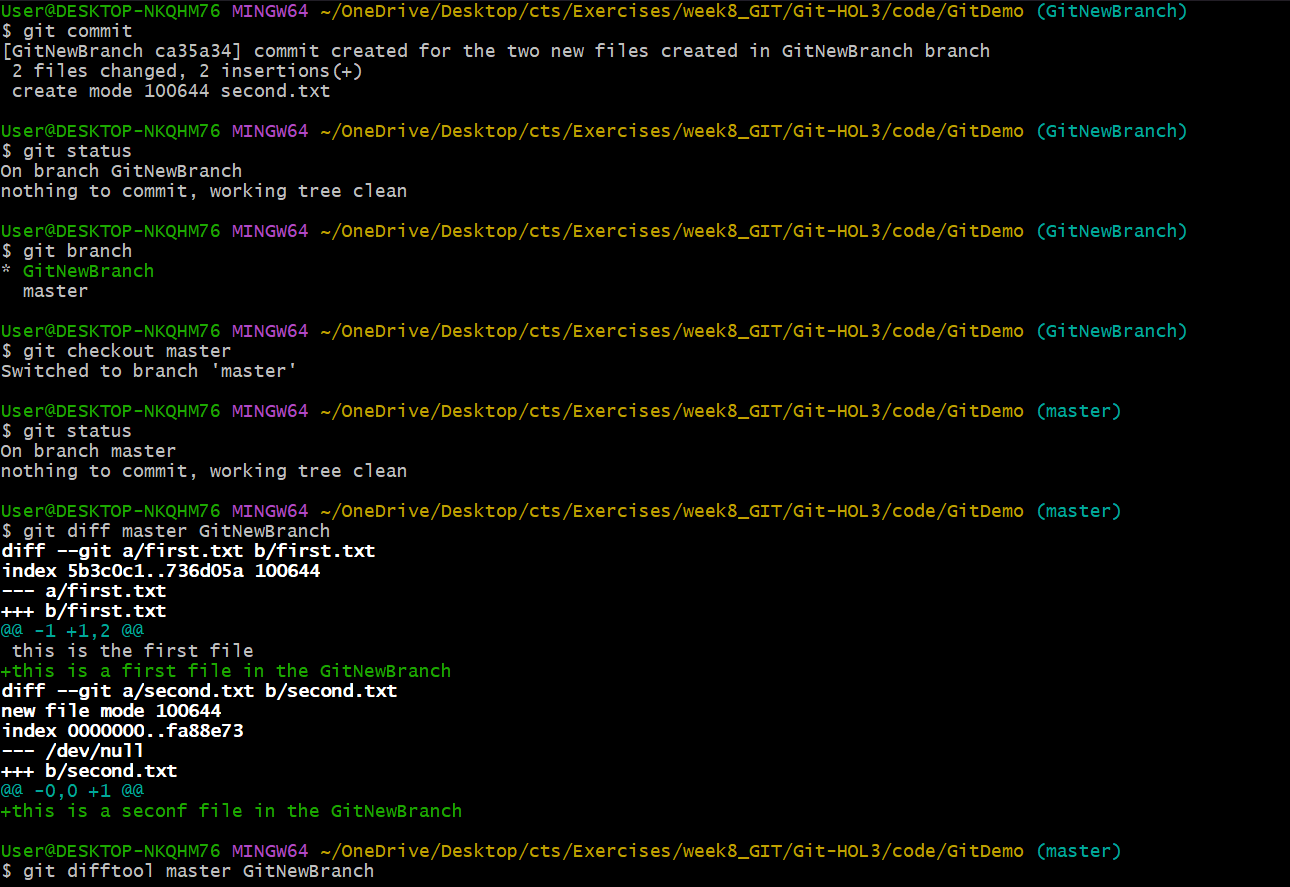 User@DESKTOP-NKQHM76 MINGW64 ~/OneDrive/Desktop/cts/Exercises/week8_GIT/Git-HOL3/code/GitDemo (GitNewBranch)
$ git commit
[GitNewBranch ca35a34] commit created for the two new files created in GitNewBranch branch
 2 files changed, 2 insertions(+)
 create mode 100644 second.txt

User@DESKTOP-NKQHM76 MINGW64 ~/OneDrive/Desktop/cts/Exercises/week8_GIT/Git-HOL3/code/GitDemo (GitNewBranch)
$ git status
On branch GitNewBranch
nothing to commit, working tree clean

User@DESKTOP-NKQHM76 MINGW64 ~/OneDrive/Desktop/cts/Exercises/week8_GIT/Git-HOL3/code/GitDemo (GitNewBranch)
$ git branch
* GitNewBranch
  master

User@DESKTOP-NKQHM76 MINGW64 ~/OneDrive/Desktop/cts/Exercises/week8_GIT/Git-HOL3/code/GitDemo (GitNewBranch)
$ git checkout master
Switched to branch 'master'

User@DESKTOP-NKQHM76 MINGW64 ~/OneDrive/Desktop/cts/Exercises/week8_GIT/Git-HOL3/code/GitDemo (master)
$ git status
On branch master
nothing to commit, working tree clean

User@DESKTOP-NKQHM76 MINGW64 ~/OneDrive/Desktop/cts/Exercises/week8_GIT/Git-HOL3/code/GitDemo (master)
$ git diff master GitNewBranch
diff --git a/first.txt b/first.txt
index 5b3c0c1..736d05a 100644
--- a/first.txt
+++ b/first.txt
@@ -1 +1,2 @@
 this is the first file
+this is a first file in the GitNewBranch
diff --git a/second.txt b/second.txt
new file mode 100644
index 0000000..fa88e73
--- /dev/null
+++ b/second.txt
@@ -0,0 +1 @@
+this is a seconf file in the GitNewBranch

User@DESKTOP-NKQHM76 MINGW64 ~/OneDrive/Desktop/cts/Exercises/week8_GIT/Git-HOL3/code/GitDemo (master)
$ git difftool master GitNewBranch